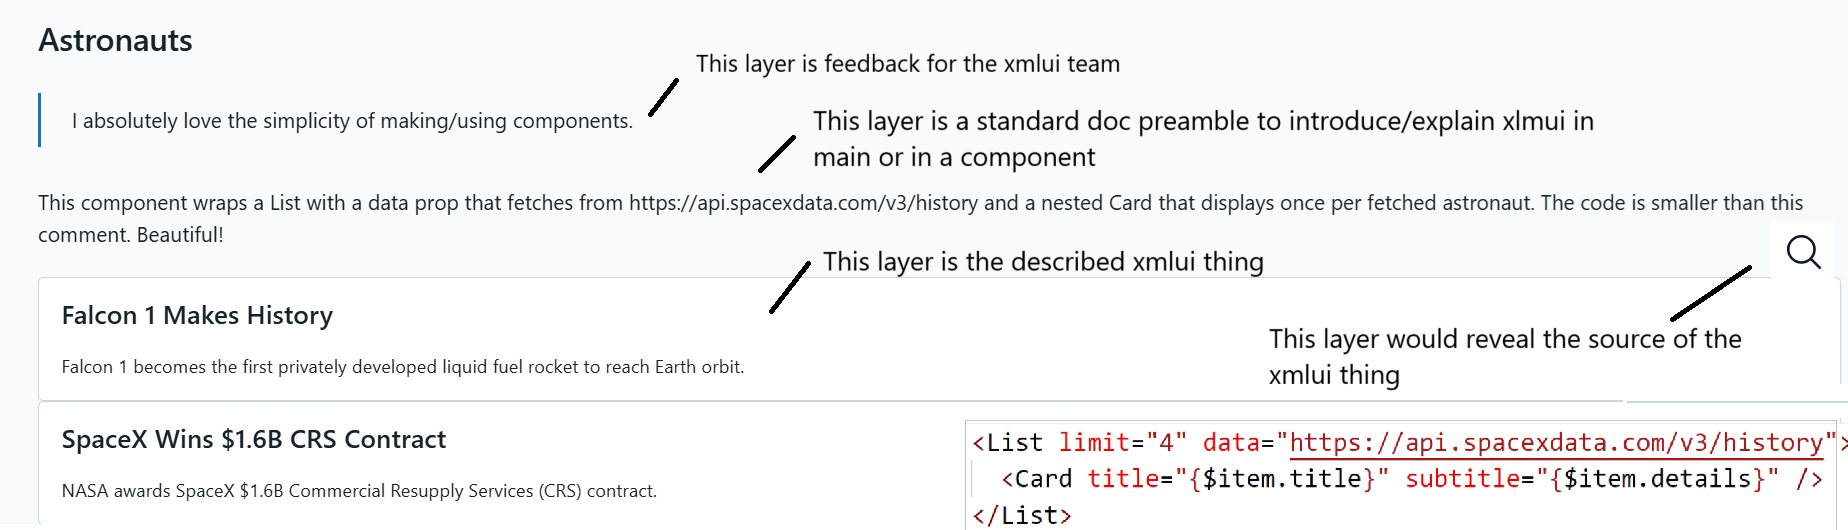 Astronauts
This layer is feedback for the xmlui team
I absolutely love the simplicity of making/using components.
This layer is a standard doc preamble to introduce/explain xlmui in
main or in a component
This component wraps a List with a data prop that fetches from https://api.spacexdata.com/v3/history and a nested Card that displays once per fetched astronaut. The code is smaller than this
comment. Beautiful!
This layer is the described xmlui thing
Falcon 1 Makes History
Falcon 1 becomes the first privately developed liquid fuel rocket to reach Earth orbit.
This layer would reveal the source of the
xmlui thing
SpaceX Wins $1.6B CRS Contract
NASA awards SpaceX $1.6B Commercial Resupply Services (CRS) contract.
<List limit="4" data="https://api.spacexdata.com/v3/history">
<Card title="{$item.title}" subtitle="{$item.details}" />
</List>